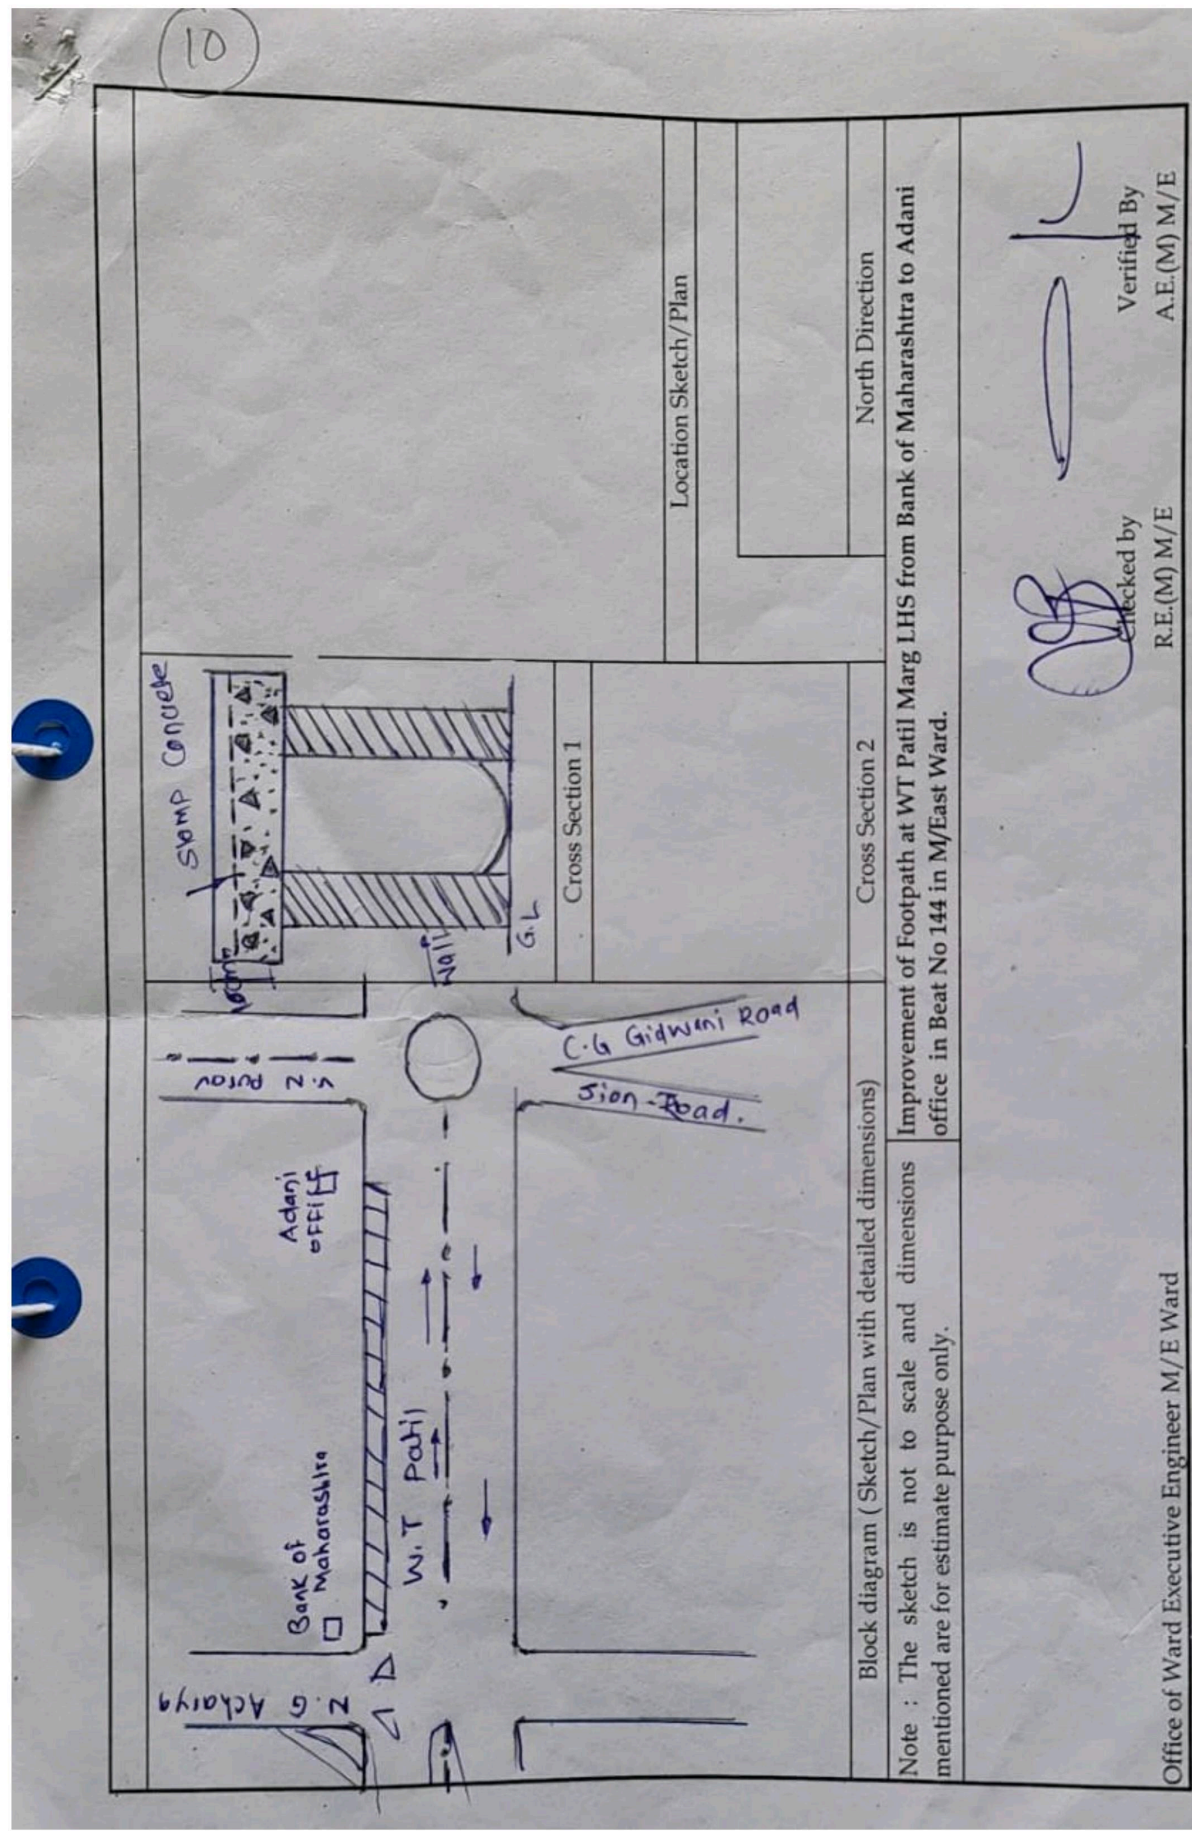 10
N.G Acharya
Bank of
Maharashtra
W.T Patil
Adani
offi
V.N
Purav
Sion-Road.
C.G Gidwani Road
Stamp Concrete
Wall
G.L
Cross Section 1
Location Sketch/Plan
Block diagram ( Sketch/Plan with detailed dimensions)
Cross Section 2
North Direction
Note : The sketch is not to scale and dimensions
mentioned are for estimate purpose only.
Improvement of Footpath at WT Patil Marg LHS from Bank of Maharashtra to Adani
office in Beat No 144 in M/East Ward.
Office of Ward Executive Engineer M/E Ward
Checked by
R.E.(M) M/E
Verified By
A.E.(M) M/E